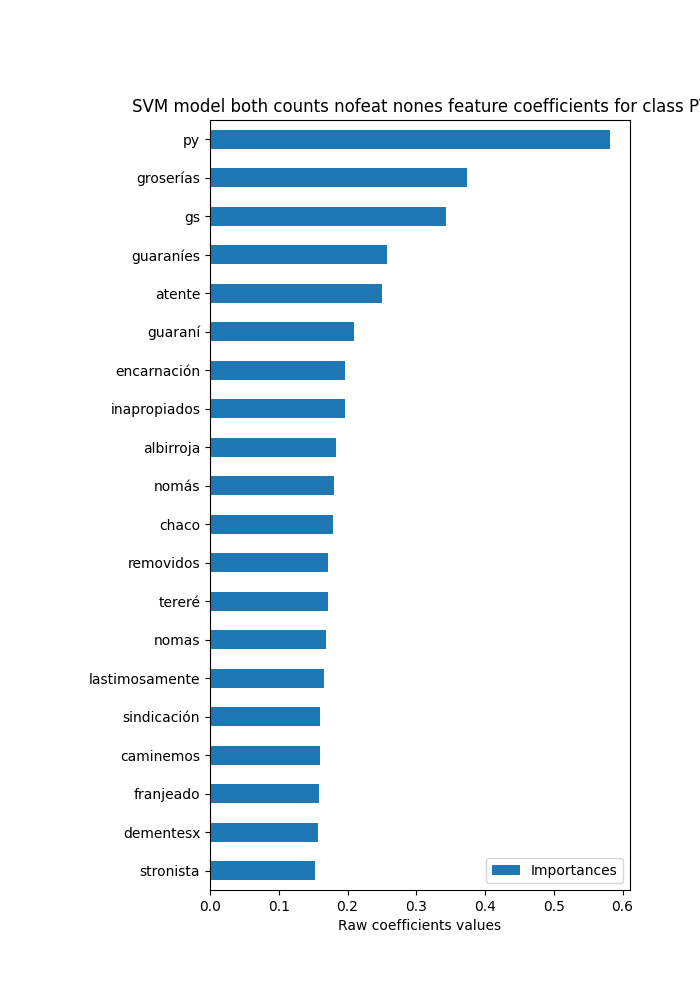 SVM model both counts nofeat nones feature coefficients for class
py
groserías
gs
guaraníes
atente
guaraní
encarnación
inapropiados
albirroja
nomás
chaco
removidos
tereré
nomas
lastimosamente
sindicación
caminemos
franjeado
dementesx
stronista
Importances
0.0 0.1 0.2 0.3 0.4 0.5 0.6
Raw coefficients values